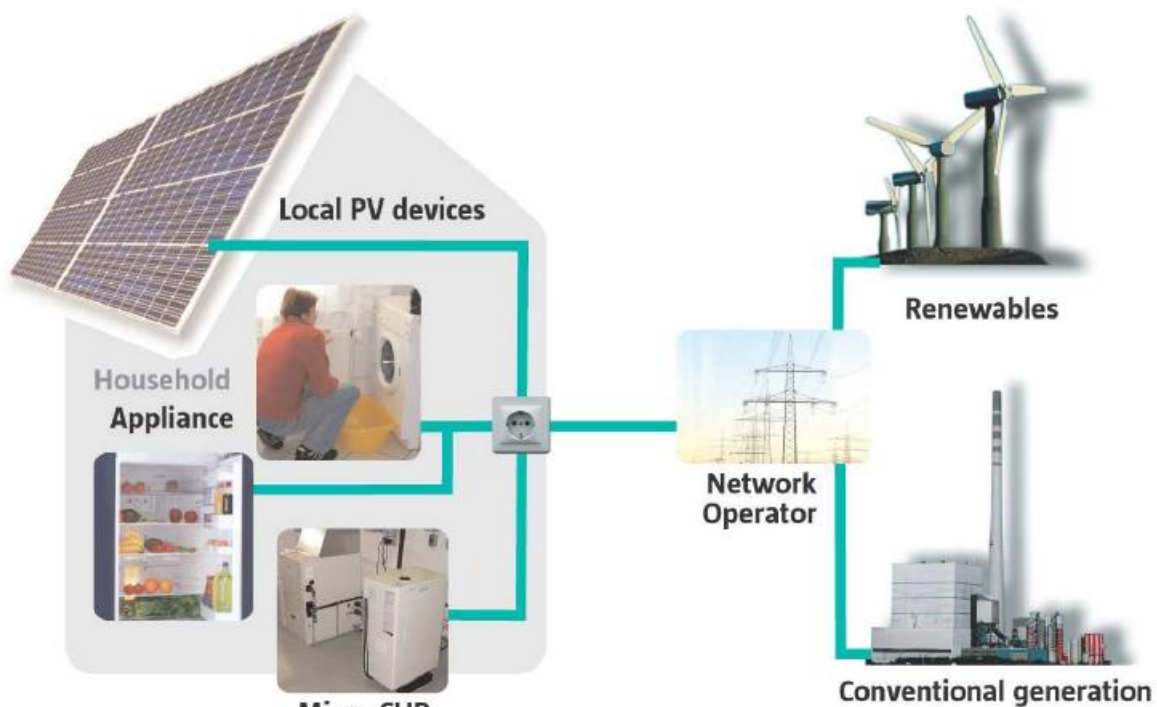 Local PV devices
Household
Appliance
Renewables
Network
Operator
Conventional generation